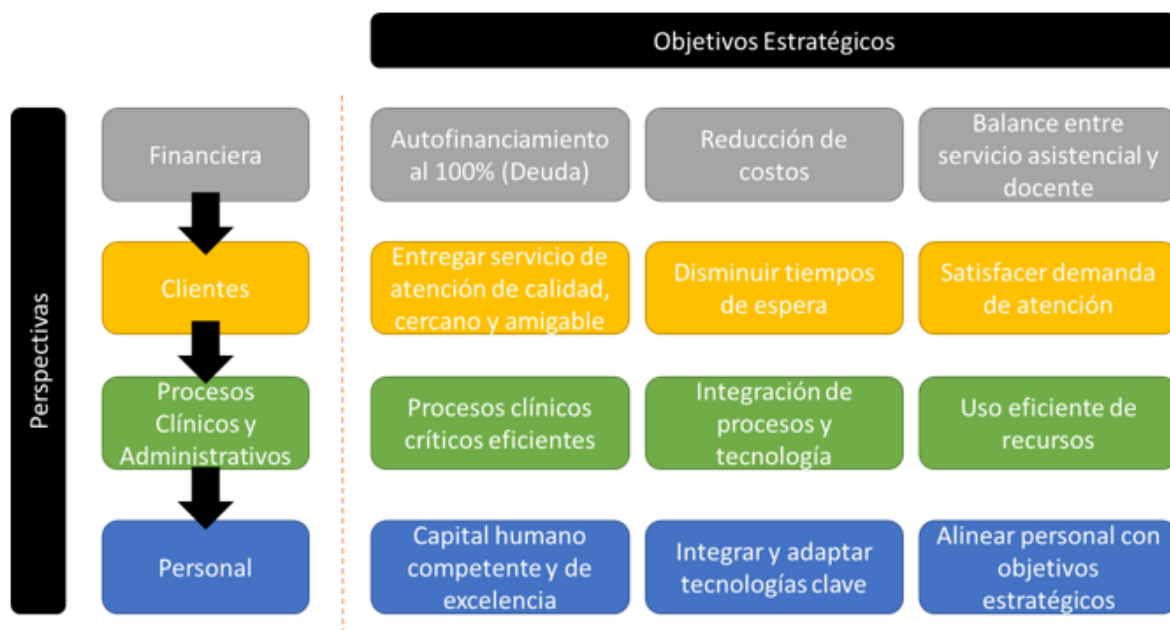 Objetivos Estratégicos
Perspectivas
Financiera
Autofinanciamiento
al 100% (Deuda)
Reducción de
costos
Balance entre
servicio asistencial y
docente
Clientes
Entregar servicio de
atención de calidad,
cercano y amigable
Disminuir tiempos
de espera
Satisfacer demanda
de atención
Procesos
Clínicos y
Administrativos
Procesos clínicos
críticos eficientes
Integración de
procesos y
tecnología
Uso eficiente de
recursos
Personal
Capital humano
competente y de
excelencia
Integrar y adaptar
tecnologías clave
Alinear personal con
objetivos
estratégicos